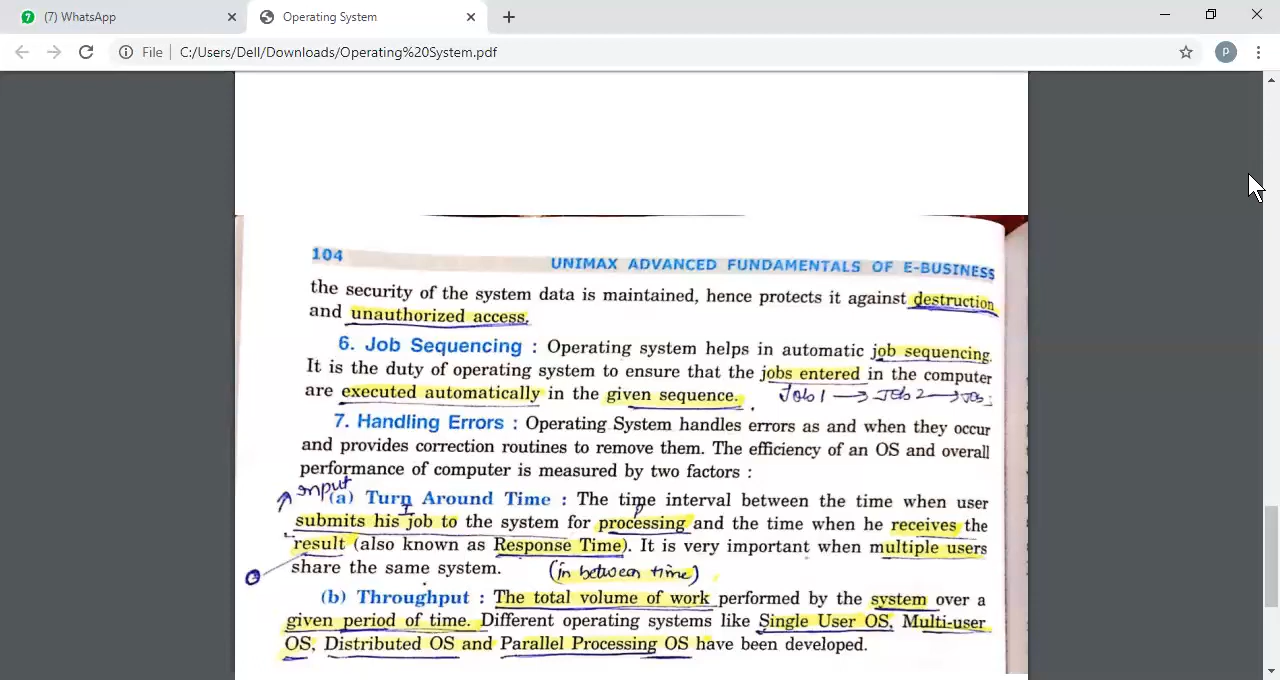 (7) WhatsApp
Operating System
File C:/Users/Dell/Downloads/Operating%20System.pdf
P
104 UNIMAX ADVANCED FUNDAMENTALS OF E-BUSINESS
the security of the system data is maintained, hence protects it against destruction
and unauthorized access.
6. Job Sequencing : Operating system helps in automatic job sequencing.
It is the duty of operating system to ensure that the jobs entered in the computer
are executed automatically in the given sequence. Job 1 → Job 2 →
7. Handling Errors : Operating System handles errors as and when they occur
and provides correction routines to remove them. The efficiency of an OS and overall
performance of computer is measured by two factors :
Input
(a) Turn Around Time : The time interval between the time when user
submits his job to the system for processing and the time when he receives the
result (also known as Response Time). It is very important when multiple users
share the same system. (in between time)
(b) Throughput : The total volume of work performed by the system over a
given period of time. Different operating systems like Single User OS, Multi-user
OS, Distributed OS and Parallel Processing OS have been developed.